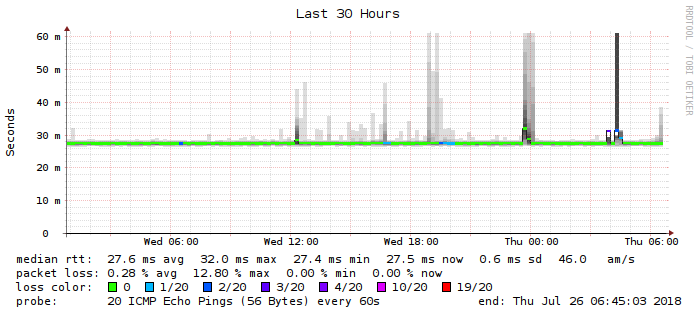 Last 30 Hours
RRDTOOL / TOBI OETIKER
Seconds
60 m
50 m
40 m
30 m
20 m
10 m
0
Wed 06:00 Wed 12:00 Wed 18:00 Thu 00:00 Thu 06:00
median rtt: 27.6 ms avg 32.0 ms max 27.4 ms min 27.5 ms now 0.6 ms sd 46.0 am/s
packet loss: 0.28 % avg 12.80 % max 0.00 % min 0.00 % now
loss color: 0 1/20 2/20 3/20 4/20 10/20 19/20
probe: 20 ICMP Echo Pings (56 Bytes) every 60s end: Thu Jul 26 06:45:03 2018